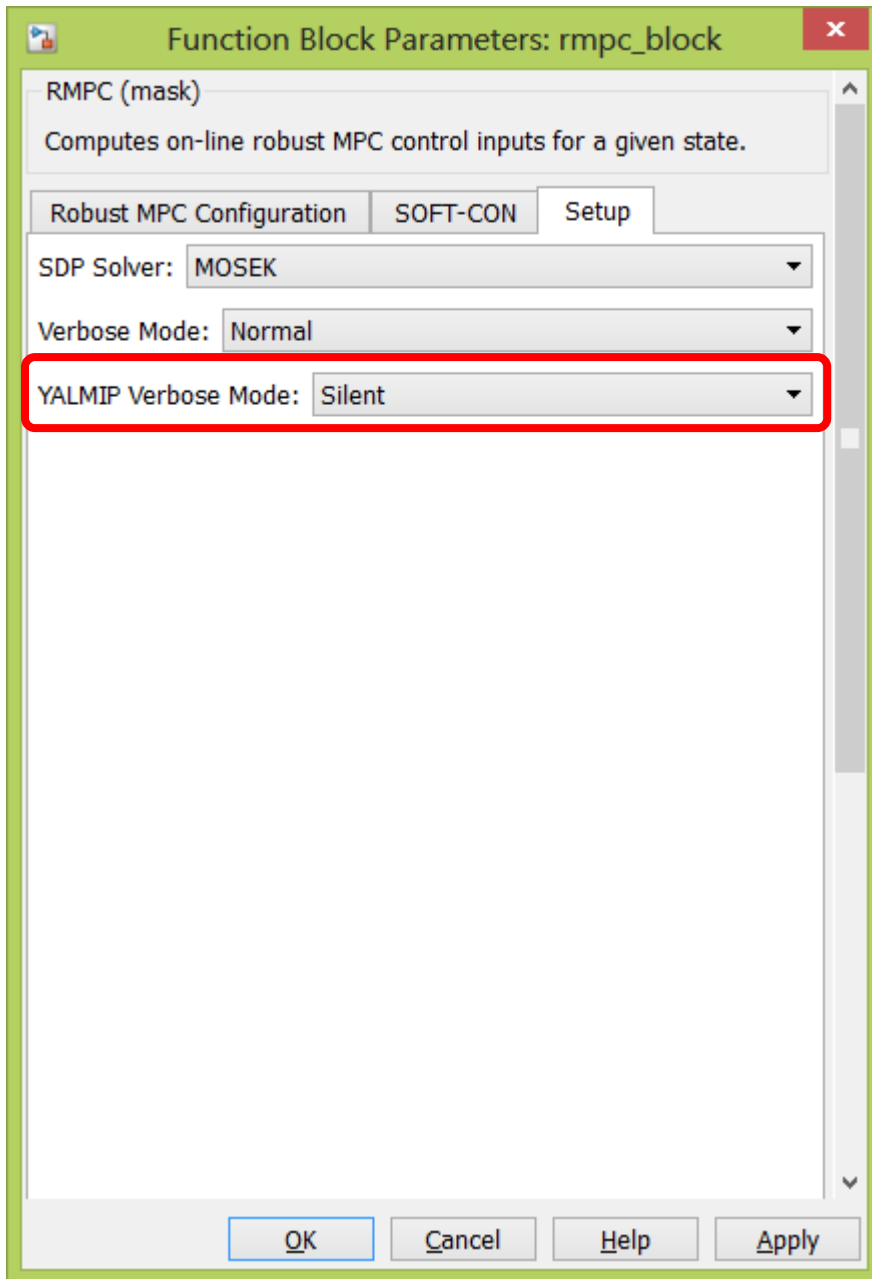 Function Block Parameters: rmpc_block
RMPC (mask)
Computes on-line robust MPC control inputs for a given state.
Robust MPC Configuration SOFT-CON Setup
SDP Solver: MOSEK
Verbose Mode: Normal
YALMIP Verbose Mode: Silent
OK Cancel Help Apply